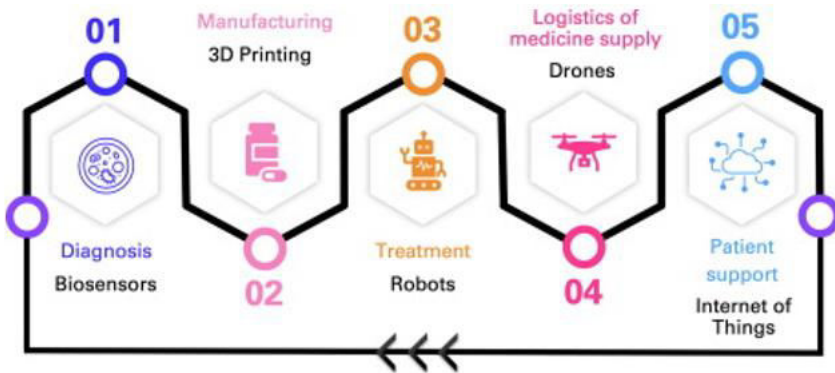 01
Diagnosis
Biosensors
Manufacturing
3D Printing
02
03
Treatment
Robots
Logistics of
medicine supply
Drones
04
05
Patient
support
Internet of
Things